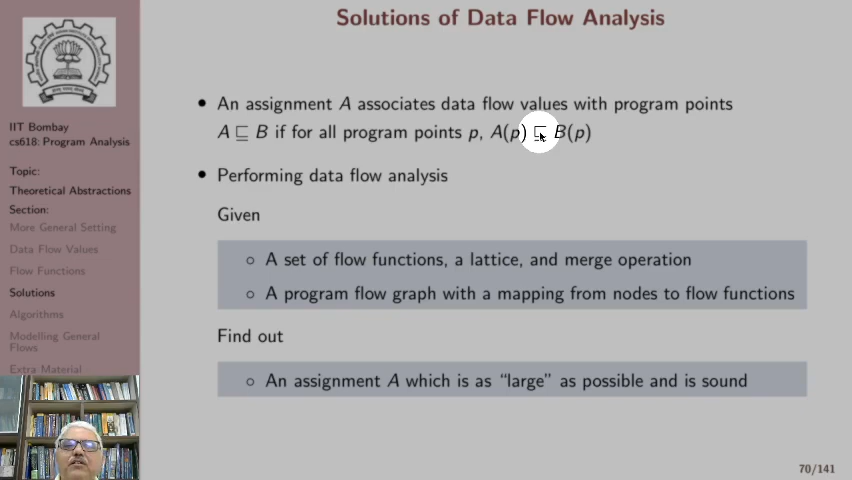 Solutions of Data Flow Analysis
• An assignment A associates data flow values with program points
A ⊑ B if for all program points p, A(p) ⊑ B(p)
• Performing data flow analysis
Given
◦ A set of flow functions, a lattice, and merge operation
◦ A program flow graph with a mapping from nodes to flow functions
Find out
◦ An assignment A which is as “large” as possible and is sound
IIT Bombay
cs618: Program Analysis
Topic:
Theoretical Abstractions
Section:
More General Setting
Data Flow Values
Flow Functions
Solutions
Algorithms
Modelling General
Flows
Extra Material
70/141